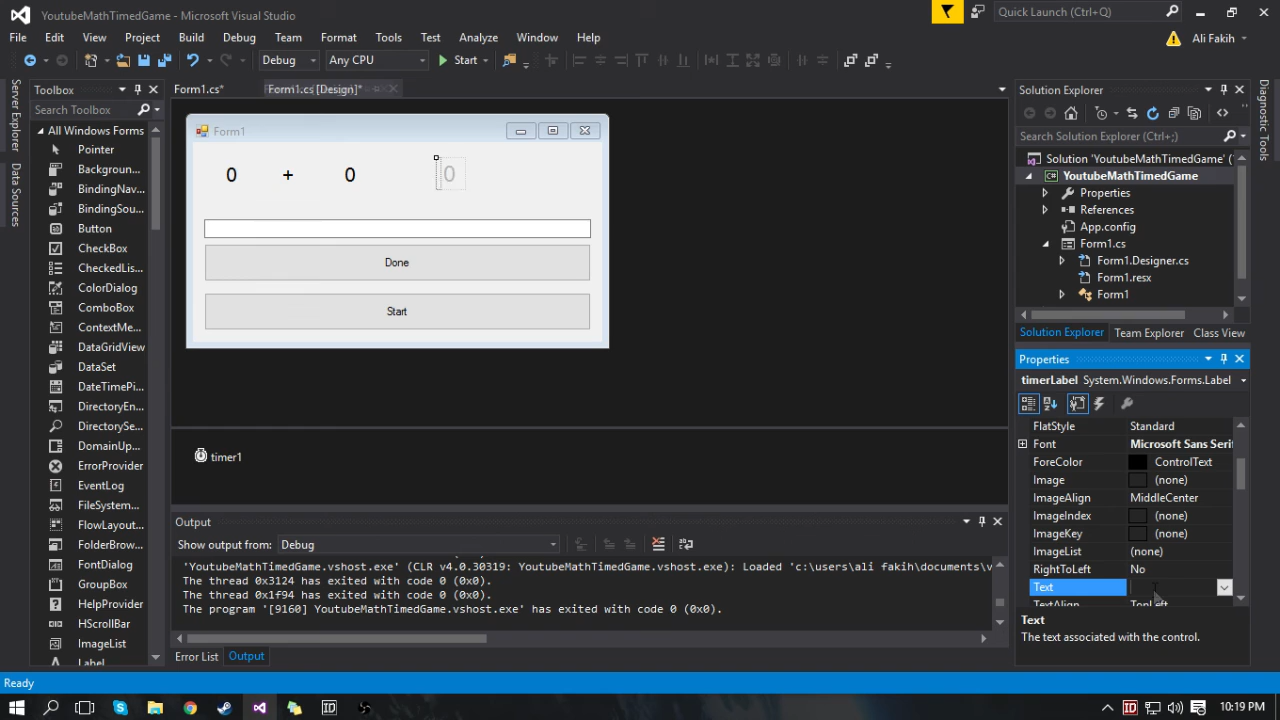 YoutubeMathTimedGame - Microsoft Visual Studio
Quick Launch (Ctrl+Q)
File Edit View Project Build Debug Team Format Tools Test Analyze Window Help
Ali Fakih
Debug Any CPU Start
Server Explorer
Data Sources
Toolbox
Search Toolbox
All Windows Forms
Pointer
Backgroun...
BindingNav...
BindingSou...
Button
CheckBox
CheckedLis...
ColorDialog
ComboBox
ContextMe...
DataGridView
DataSet
DateTimePi...
DirectoryEn...
DirectorySe...
DomainUp...
ErrorProvider
EventLog
FileSystem...
FlowLayout...
FolderBrow...
FontDialog
GroupBox
HelpProvider
HScrollBar
ImageList
Label
Form1.cs* Form1.cs [Design]*
Form1
0 + 0 0
Done
Start
timer1
Output
Show output from: Debug
'YoutubeMathTimedGame.vshost.exe' (CLR v4.0.30319: YoutubeMathTimedGame.vshost.exe): Loaded 'c:\users\ali fakih\documents\v
The thread 0x3124 has exited with code 0 (0x0).
The thread 0x1f94 has exited with code 0 (0x0).
The program '[9160] YoutubeMathTimedGame.vshost.exe' has exited with code 0 (0x0).
Error List Output
Solution Explorer
Search Solution Explorer (Ctrl+;)
Solution 'YoutubeMathTimedGame' (
YoutubeMathTimedGame
Properties
References
App.config
Form1.cs
Form1.Designer.cs
Form1.resx
Form1
Solution Explorer Team Explorer Class View
Diagnostic Tools
Properties
timerLabel System.Windows.Forms.Label
FlatStyle Standard
Font Microsoft Sans Serif
ForeColor ControlText
Image (none)
ImageAlign MiddleCenter
ImageIndex (none)
ImageKey (none)
ImageList (none)
RightToLeft No
Text
TextAlign TopLeft
Text
The text associated with the control.
Ready
10:19 PM